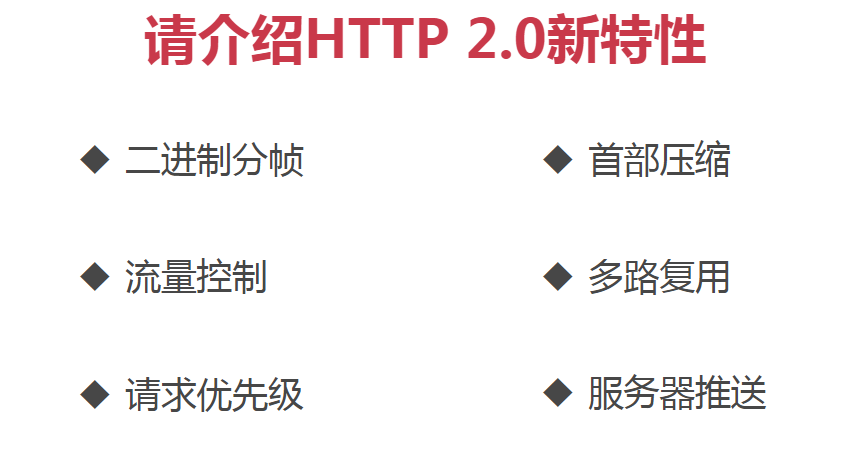 请介绍HTTP 2.0新特性
◆ 二进制分帧
◆ 首部压缩
◆ 流量控制
◆ 多路复用
◆ 请求优先级
◆ 服务器推送